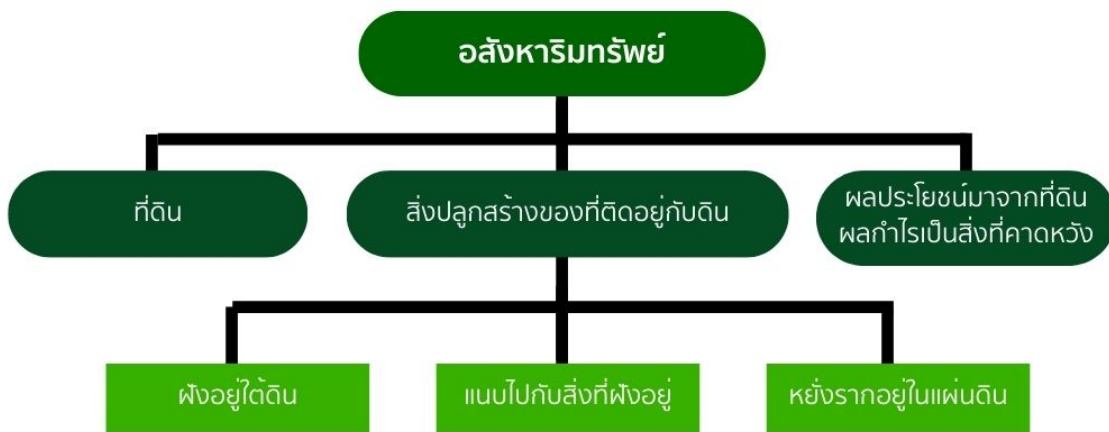 อสังหาริมทรัพย์
ที่ดิน
สิ่งปลูกสร้างของที่ติดอยู่กับดิน
ผลประโยชน์มาจากที่ดิน
ผลกำไรเป็นสิ่งที่คาดหวัง
ฝังอยู่ใต้ดิน
แนบไปกับสิ่งที่ฝังอยู่
หยั่งรากอยู่ในแผ่นดิน